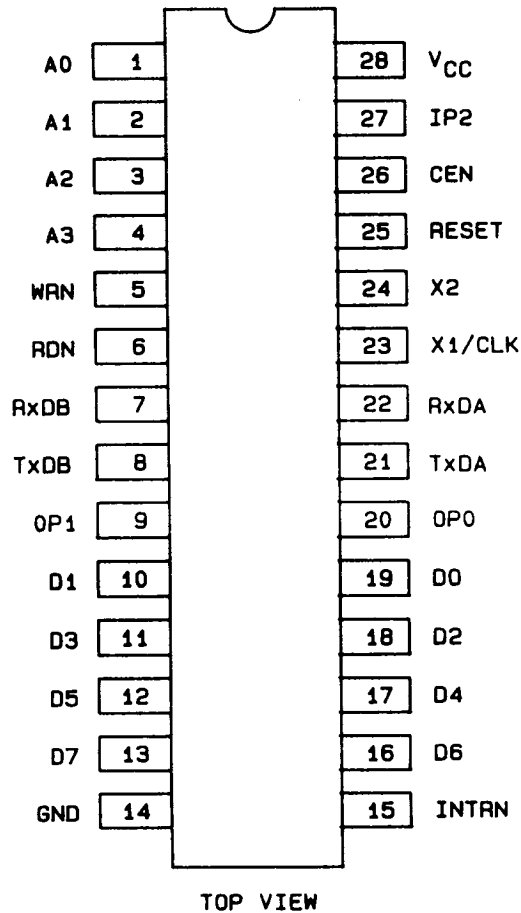 A0 1 28 VCC
A1 2 27 IP2
A2 3 26 CEN
A3 4 25 RESET
WRN 5 24 X2
RDN 6 23 X1/CLK
RxDB 7 22 RxDA
TxDB 8 21 TxDA
OP1 9 20 OP0
D1 10 19 D0
D3 11 18 D2
D5 12 17 D4
D7 13 16 D6
GND 14 15 INTRN
TOP VIEW